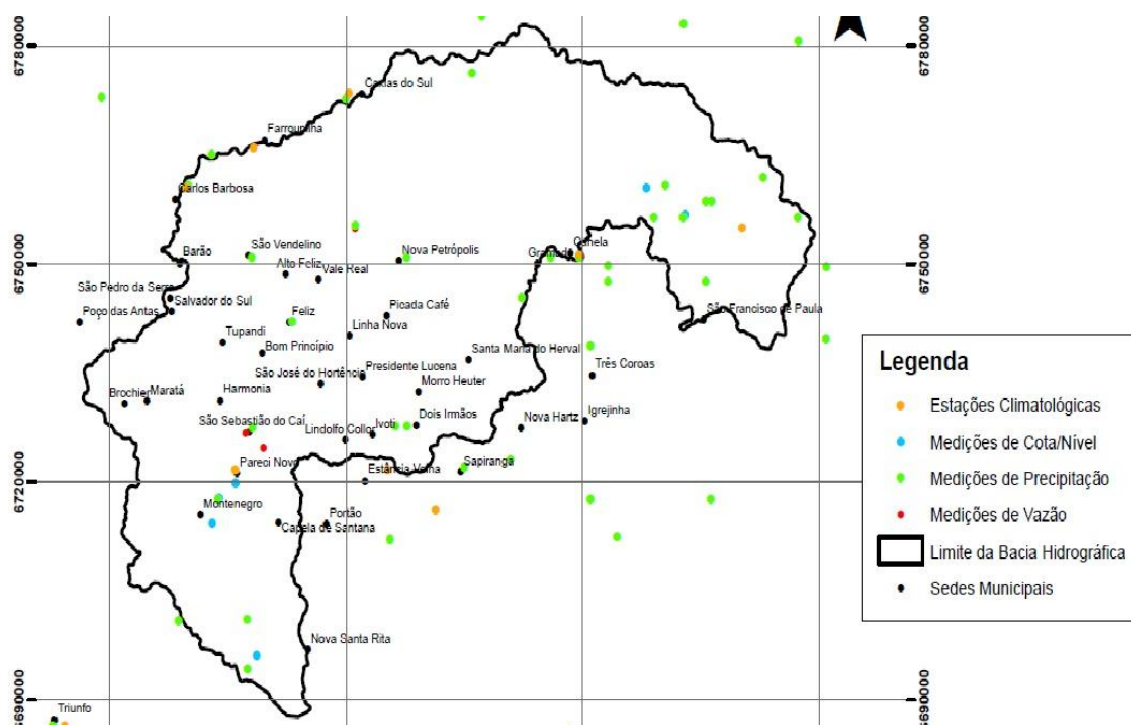 6780000
6780000
Caxias do Sul
Farroupilha
Carlos Barbosa
São Vendelino
Barão
Nova Petrópolis
Gramado
Canela
6750000
6750000
Alto Feliz
Vale Real
São Pedro da Serra
Salvador do Sul
Poço das Antas
Feliz
Picada Café
São Francisco de Paula
Tupandi
Linha Nova
Bom Princípio
Santa Maria do Herval
Três Coroas
São José do Hortêncio
Presidente Lucena
Morro Heuter
Brochier
Maratá
Harmonia
São Sebastião do Caí
Lindolfo Collor
Ivoti
Dois Irmãos
Nova Hartz
Igrejinha
Pareci Novo
Estância Velha
Sapiranga
6720000
6720000
Montenegro
Capela de Santana
Portão
Nova Santa Rita
Triunfo
6690000
6690000
Legenda
Estações Climatológicas
Medições de Cota/Nível
Medições de Precipitação
Medições de Vazão
Limite da Bacia Hidrográfica
Sedes Municipais